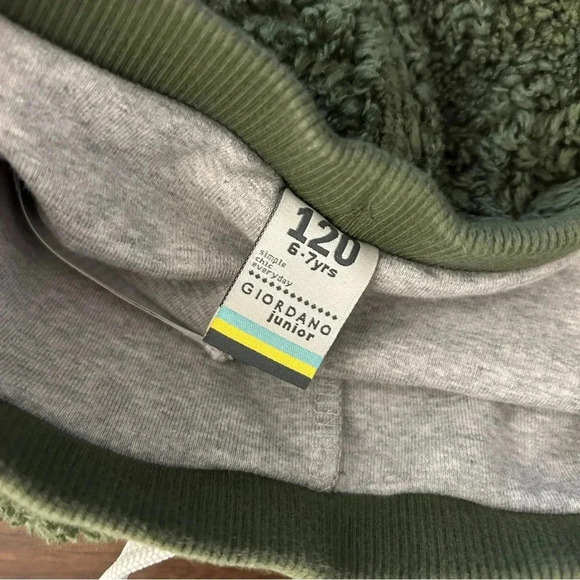 120
6-7yrs
simple
chic
everyday
GIORDANO
junior